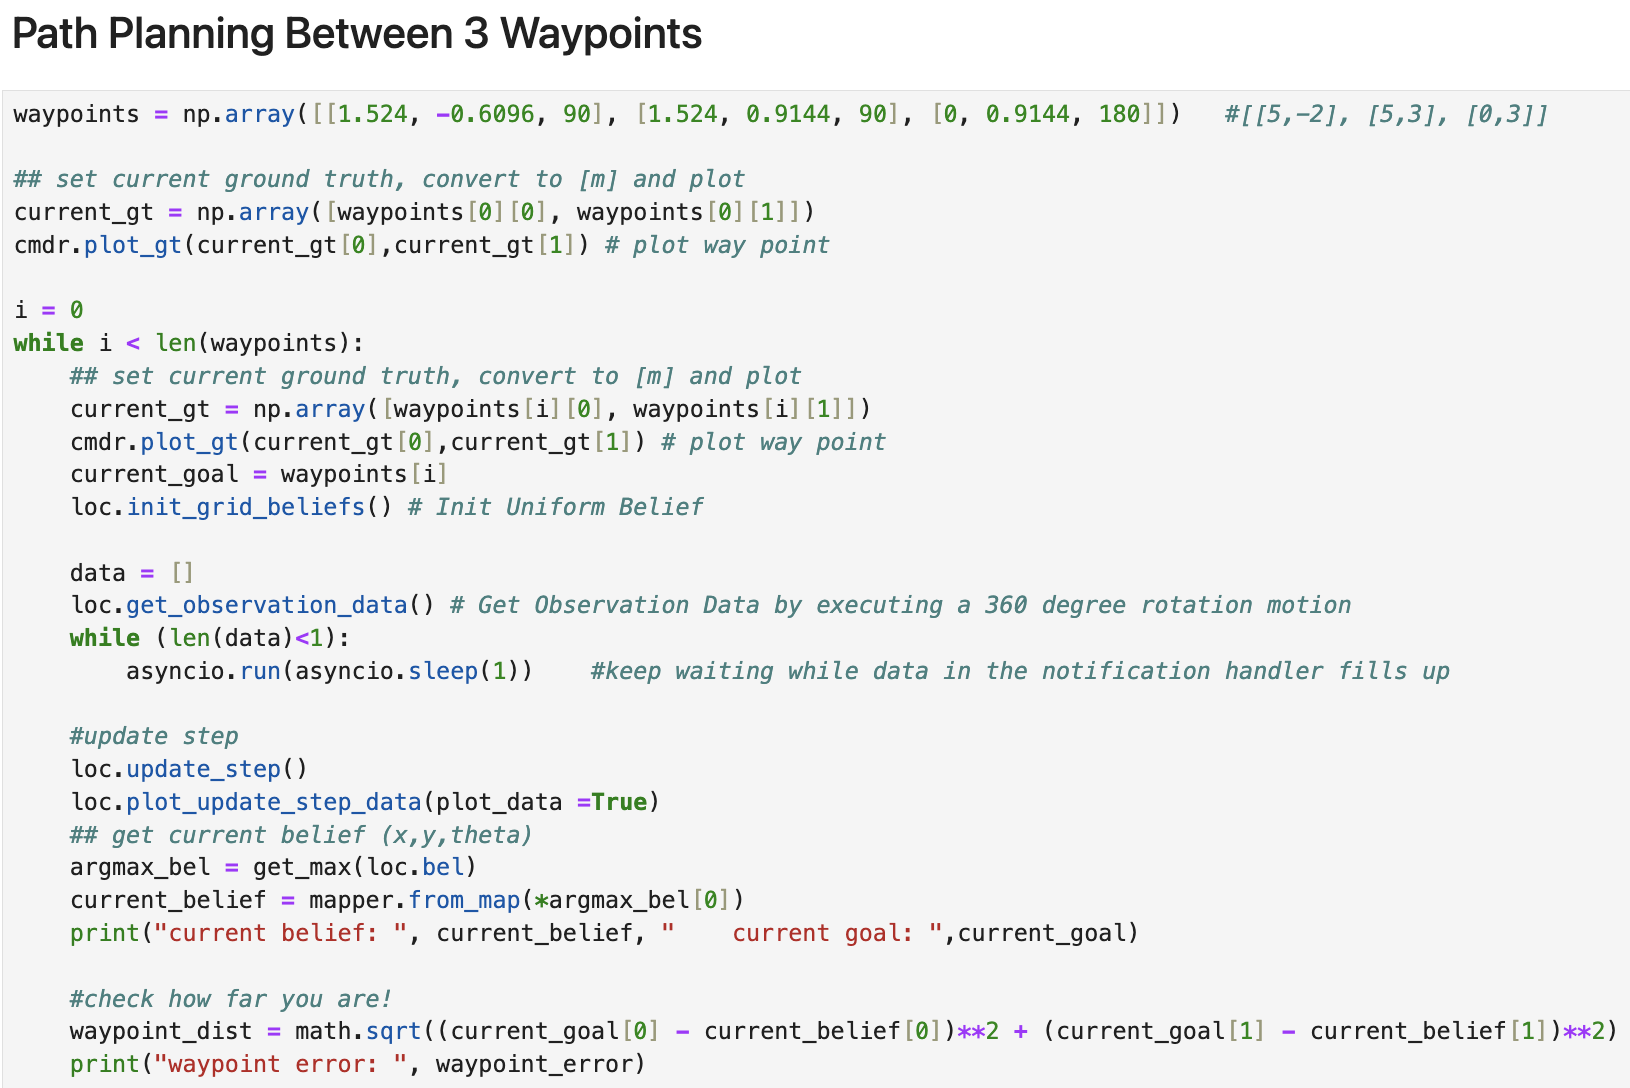 Path Planning Between 3 Waypoints
waypoints = np.array([[1.524, -0.6096, 90], [1.524, 0.9144, 90], [0, 0.9144, 180]])   #[[5,-2], [5,3], [0,3]]
## set current ground truth, convert to [m] and plot
current_gt = np.array([waypoints[0][0], waypoints[0][1]])
cmdr.plot_gt(current_gt[0],current_gt[1]) # plot way point
i = 0
while i < len(waypoints):
    ## set current ground truth, convert to [m] and plot
    current_gt = np.array([waypoints[i][0], waypoints[i][1]])
    cmdr.plot_gt(current_gt[0],current_gt[1]) # plot way point
    current_goal = waypoints[i]
    loc.init_grid_beliefs() # Init Uniform Belief
    data = []
    loc.get_observation_data() # Get Observation Data by executing a 360 degree rotation motion
    while (len(data)<1):
        asyncio.run(asyncio.sleep(1))    #keep waiting while data in the notification handler fills up
    #update step
    loc.update_step()
    loc.plot_update_step_data(plot_data =True)
    ## get current belief (x,y,theta)
    argmax_bel = get_max(loc.bel)
    current_belief = mapper.from_map(*argmax_bel[0])
    print("current belief: ", current_belief, "    current goal: ",current_goal)
    #check how far you are!
    waypoint_dist = math.sqrt((current_goal[0] - current_belief[0])**2 + (current_goal[1] - current_belief[1])**2)
    print("waypoint error: ", waypoint_error)